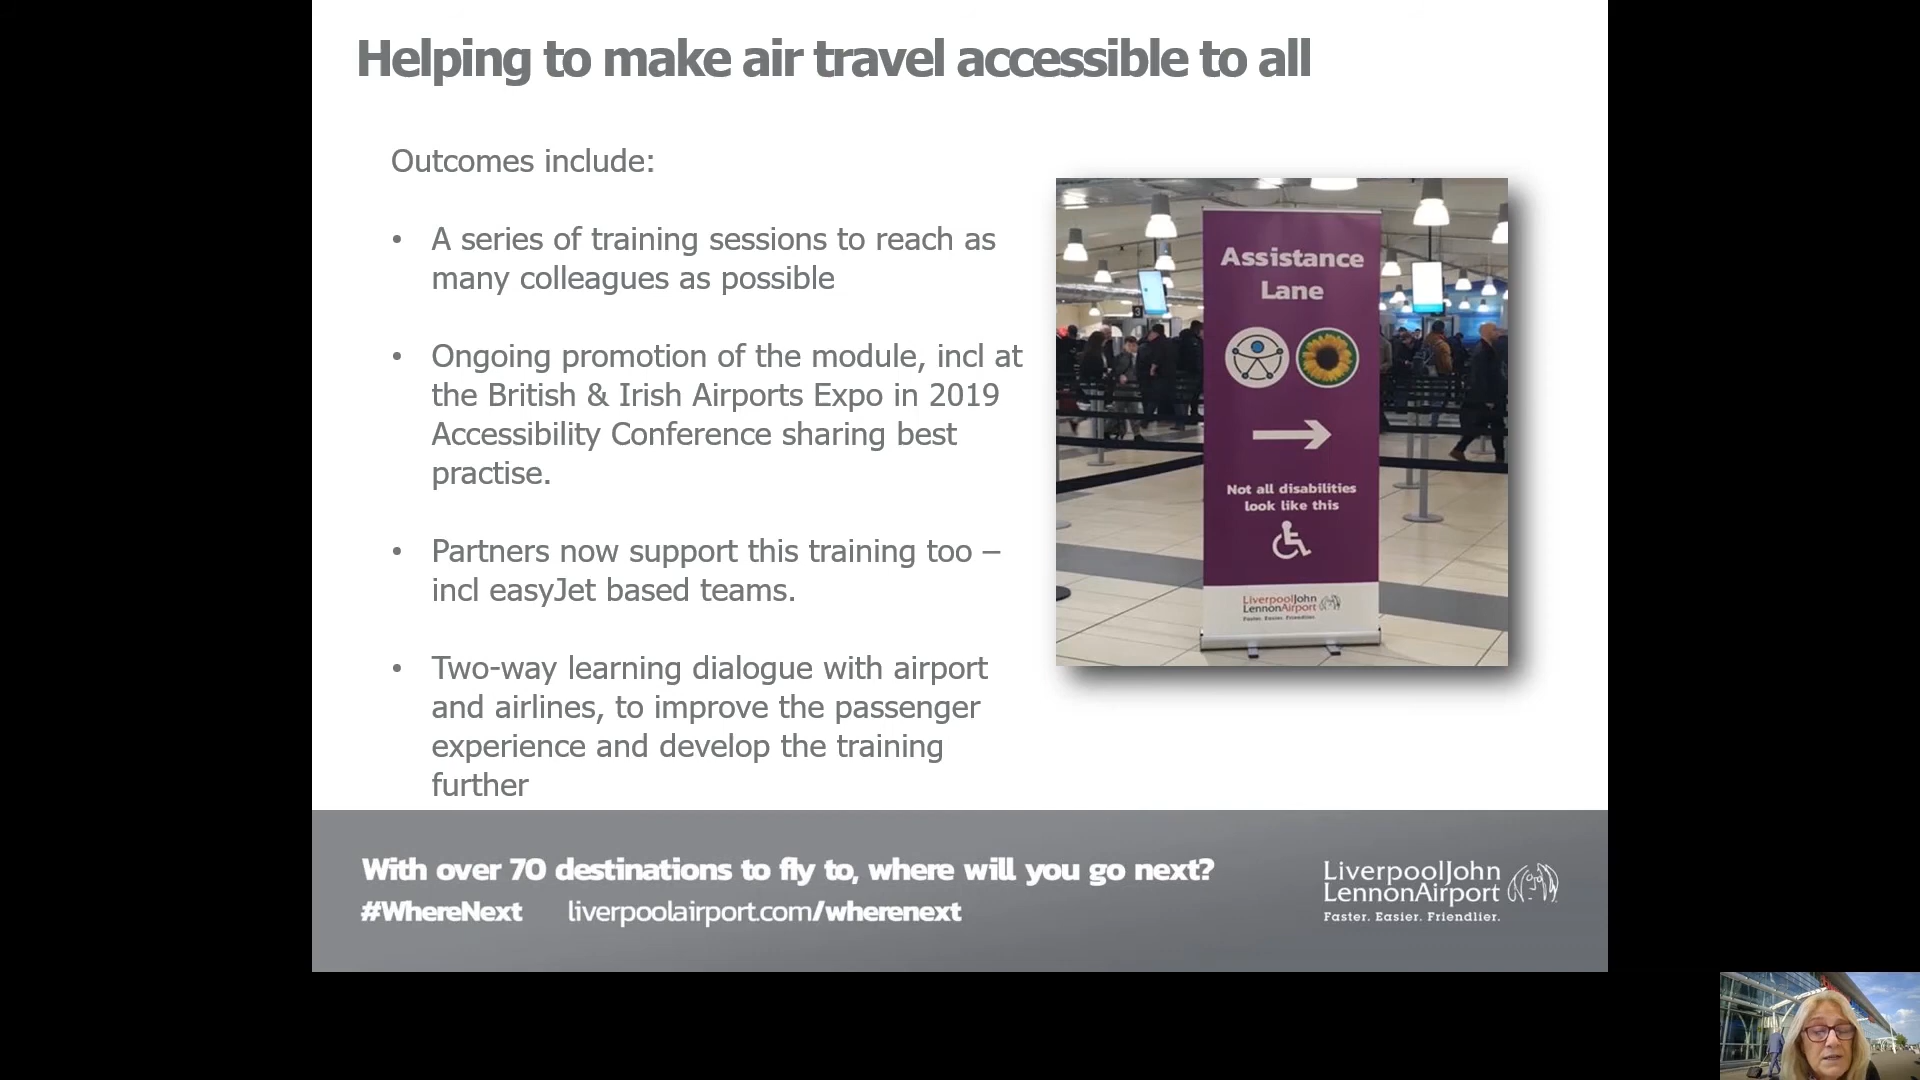 Helping to make air travel accessible to all
Outcomes include:
• A series of training sessions to reach as
many colleagues as possible
• Ongoing promotion of the module, incl at
the British & Irish Airports Expo in 2019
Accessibility Conference sharing best
practise.
• Partners now support this training too –
incl easyJet based teams.
• Two-way learning dialogue with airport
and airlines, to improve the passenger
experience and develop the training
further
Assistance
Lane
3
Not all disabilities
look like this
LiverpoolJohn
LennonAirport
Faster. Easier. Friendlier.
With over 70 destinations to fly to, where will you go next?
#WhereNext liverpoolairport.com/wherenext
LiverpoolJohn
LennonAirport
Faster. Easier. Friendlier.